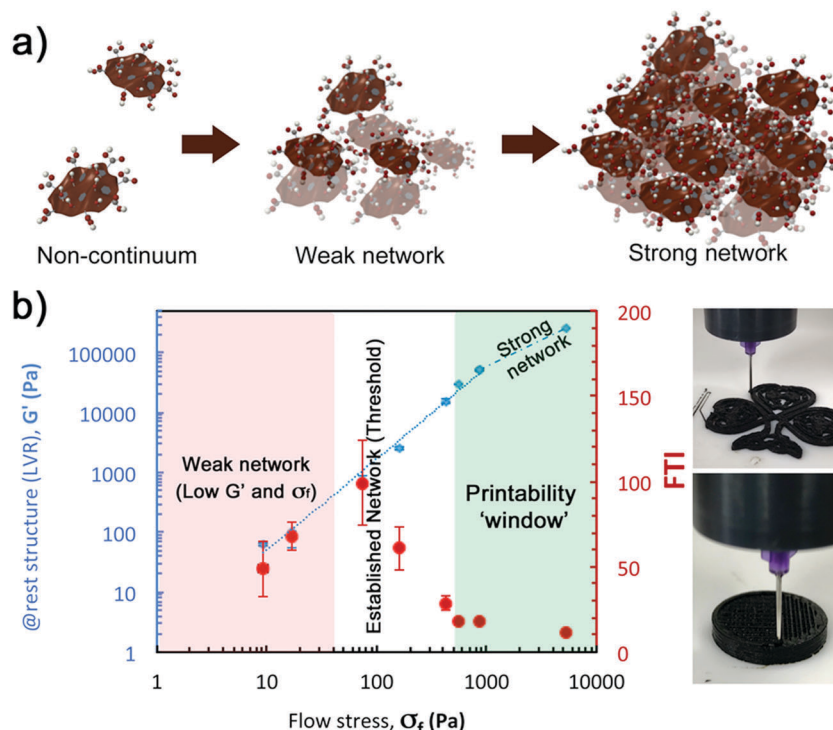 a)
Non-continuum
Weak network
Strong network
b)
@rest structure (LVR), G' (Pa)
100000
10000
1000
100
10
1
Weak network
(Low G' and σf)
Established Network (Threshold)
Strong
network
Printability
'window'
200
150
100
50
0
FTI
1
10
100
1000
10000
Flow stress, σf (Pa)